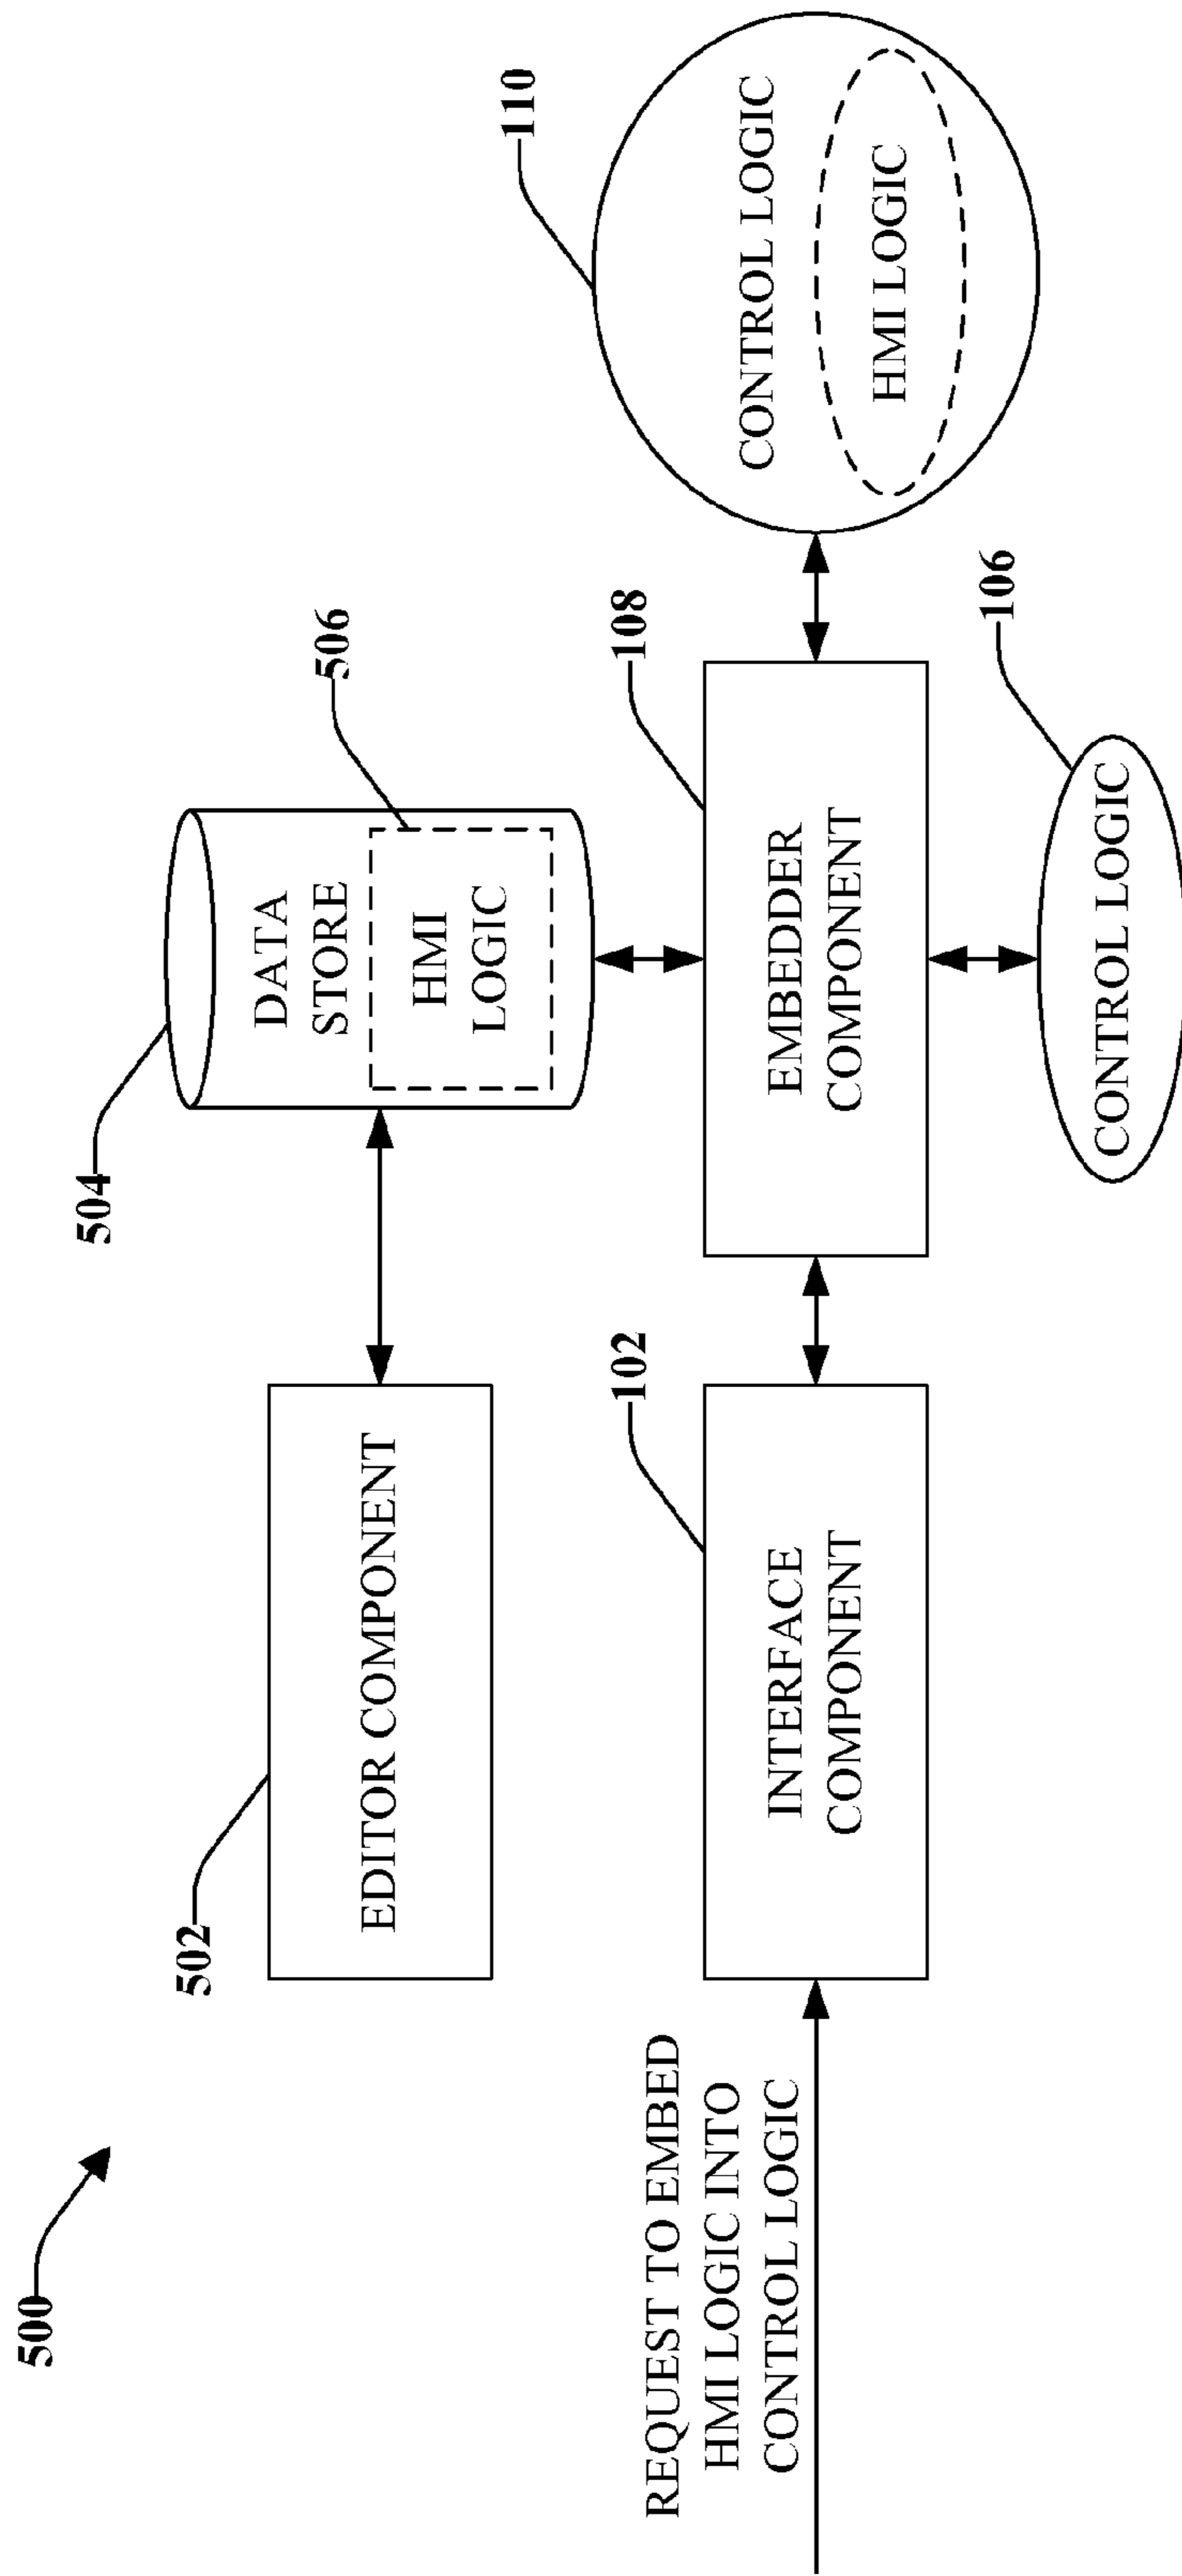 500
502
EDITOR COMPONENT
504
DATA
STORE
506
HMI
LOGIC
REQUEST TO EMBED
HMI LOGIC INTO
CONTROL LOGIC
102
INTERFACE
COMPONENT
108
EMBEDDER
COMPONENT
110
CONTROL LOGIC
HMI LOGIC
106
CONTROL LOGIC